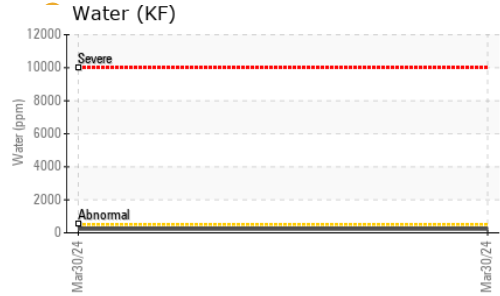 Water (KF)
12000
10000
8000
6000
4000
2000
0
Water (ppm)
Severe
Abnormal
Mar30/24
Mar30/24